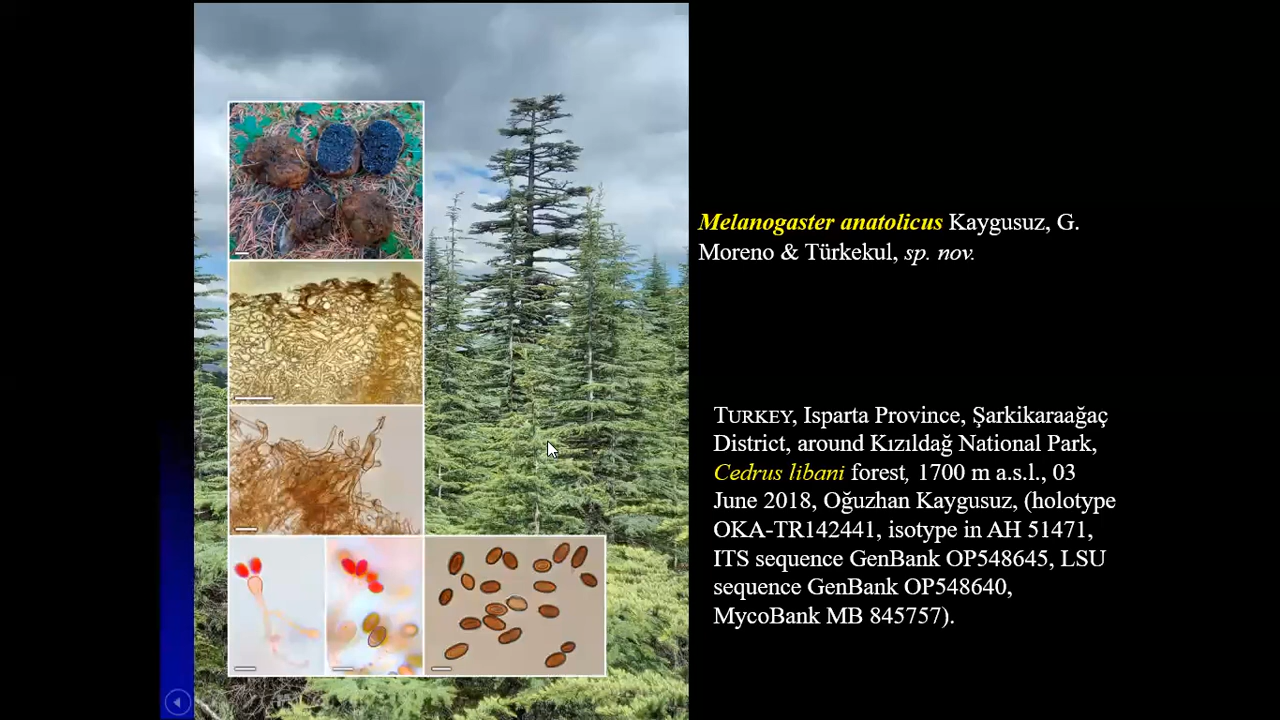 Melanogaster anatolicus Kaygusuz, G.
Moreno & Türkekul, sp. nov.
TURKEY, Isparta Province, Şarkikaraağaç
District, around Kızıldağ National Park,
Cedrus libani forest, 1700 m a.s.l., 03
June 2018, Oğuzhan Kaygusuz, (holotype
OKA-TR142441, isotype in AH 51471,
ITS sequence GenBank OP548645, LSU
sequence GenBank OP548640,
MycoBank MB 845757).